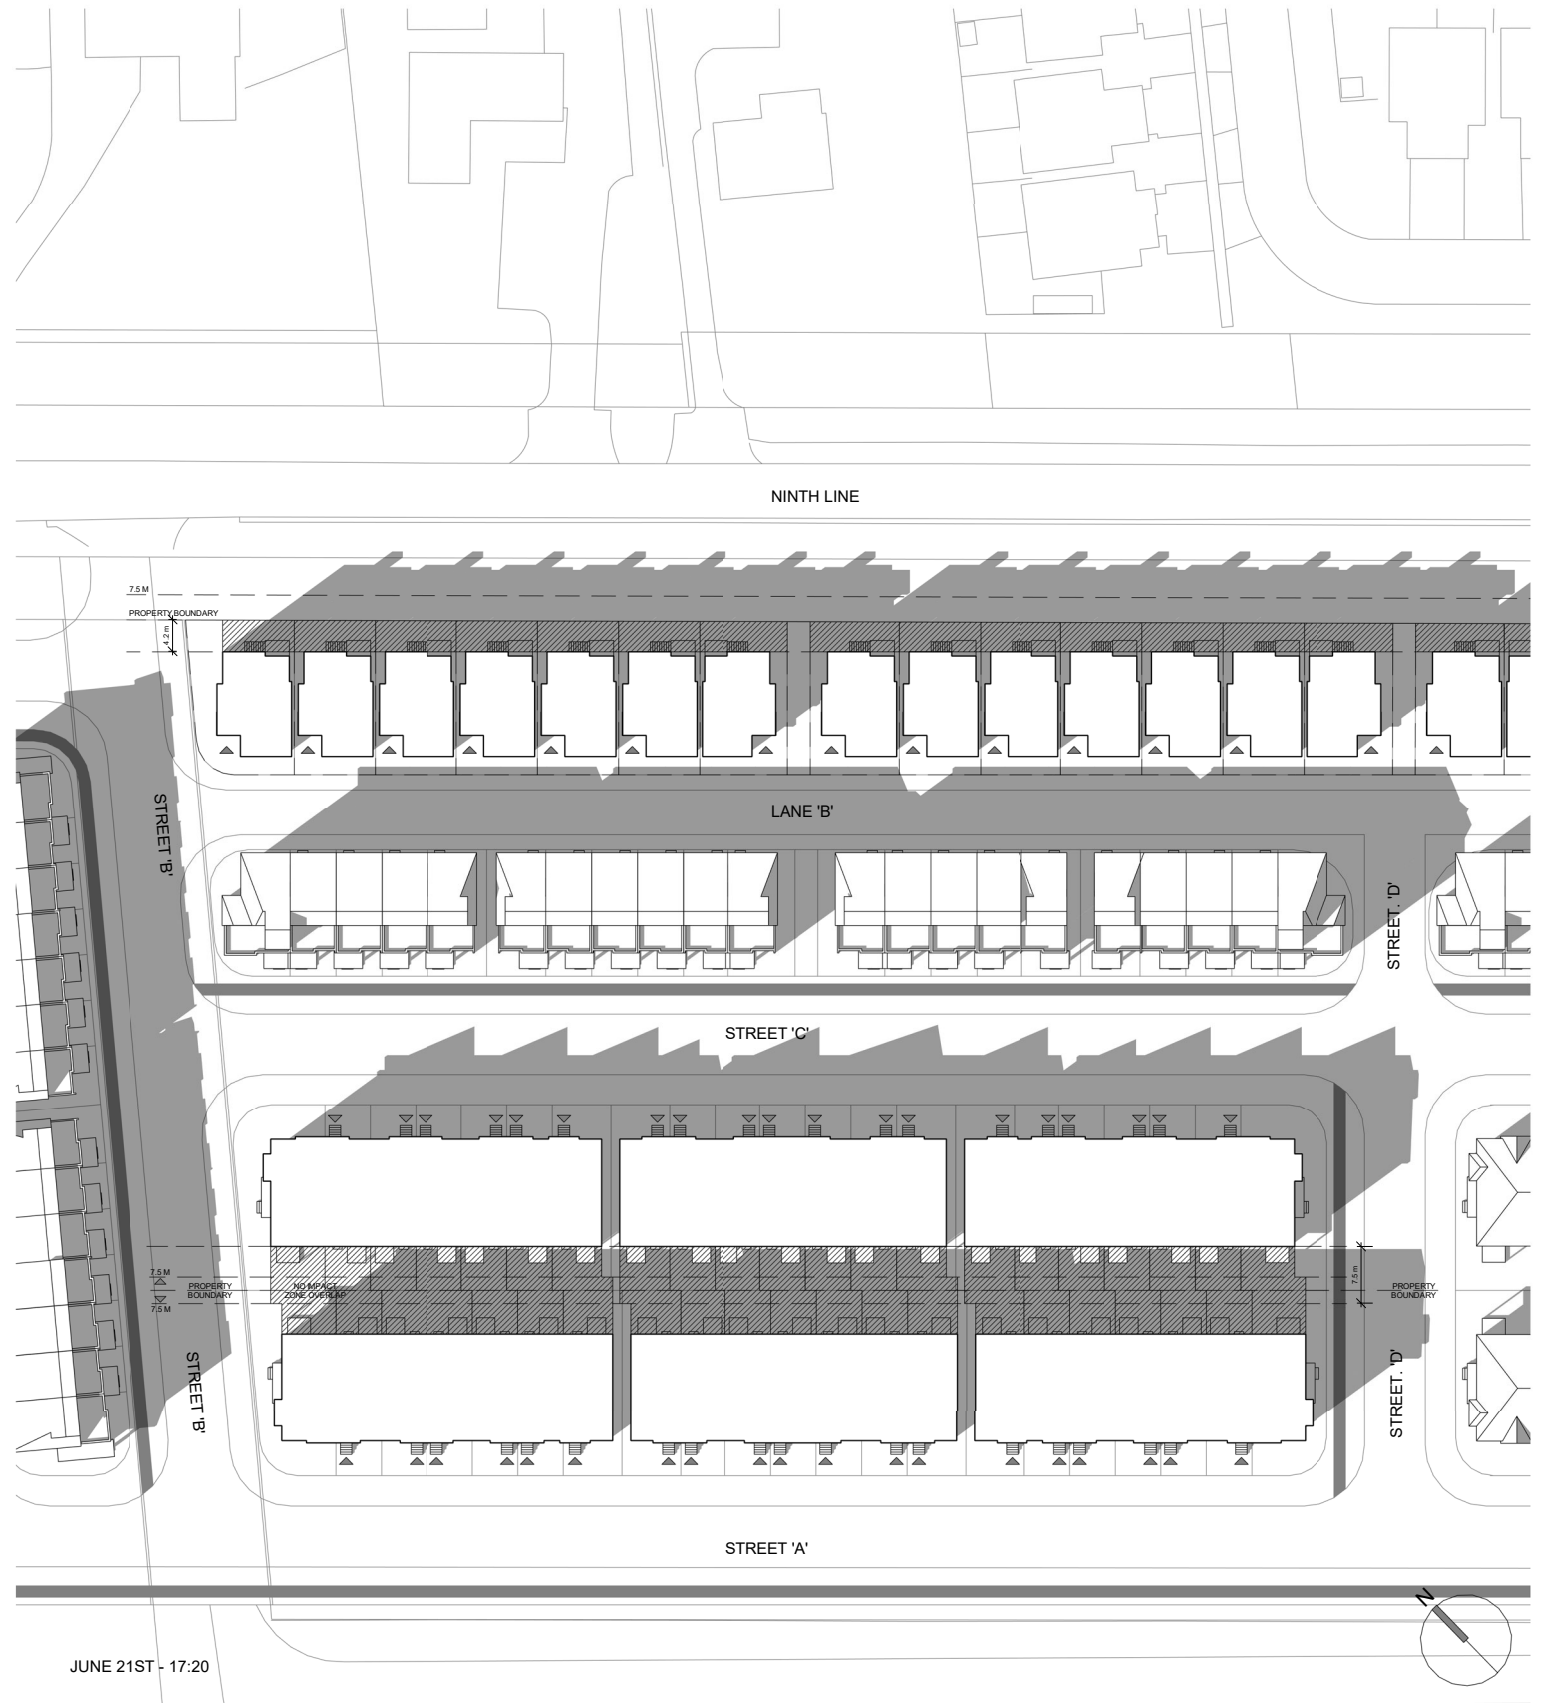 NINTH LINE
7.5 M
PROPERTY BOUNDARY
4.2 m
STREET 'B'
LANE 'B'
STREET. 'D'
STREET 'C'
7.5 M
PROPERTY
BOUNDARY
7.5 M
NO IMPACT
ZONE OVERLAP
7.5 m
PROPERTY
BOUNDARY
STREET 'B'
STREET. 'D'
STREET 'A'
N
JUNE 21ST - 17:20